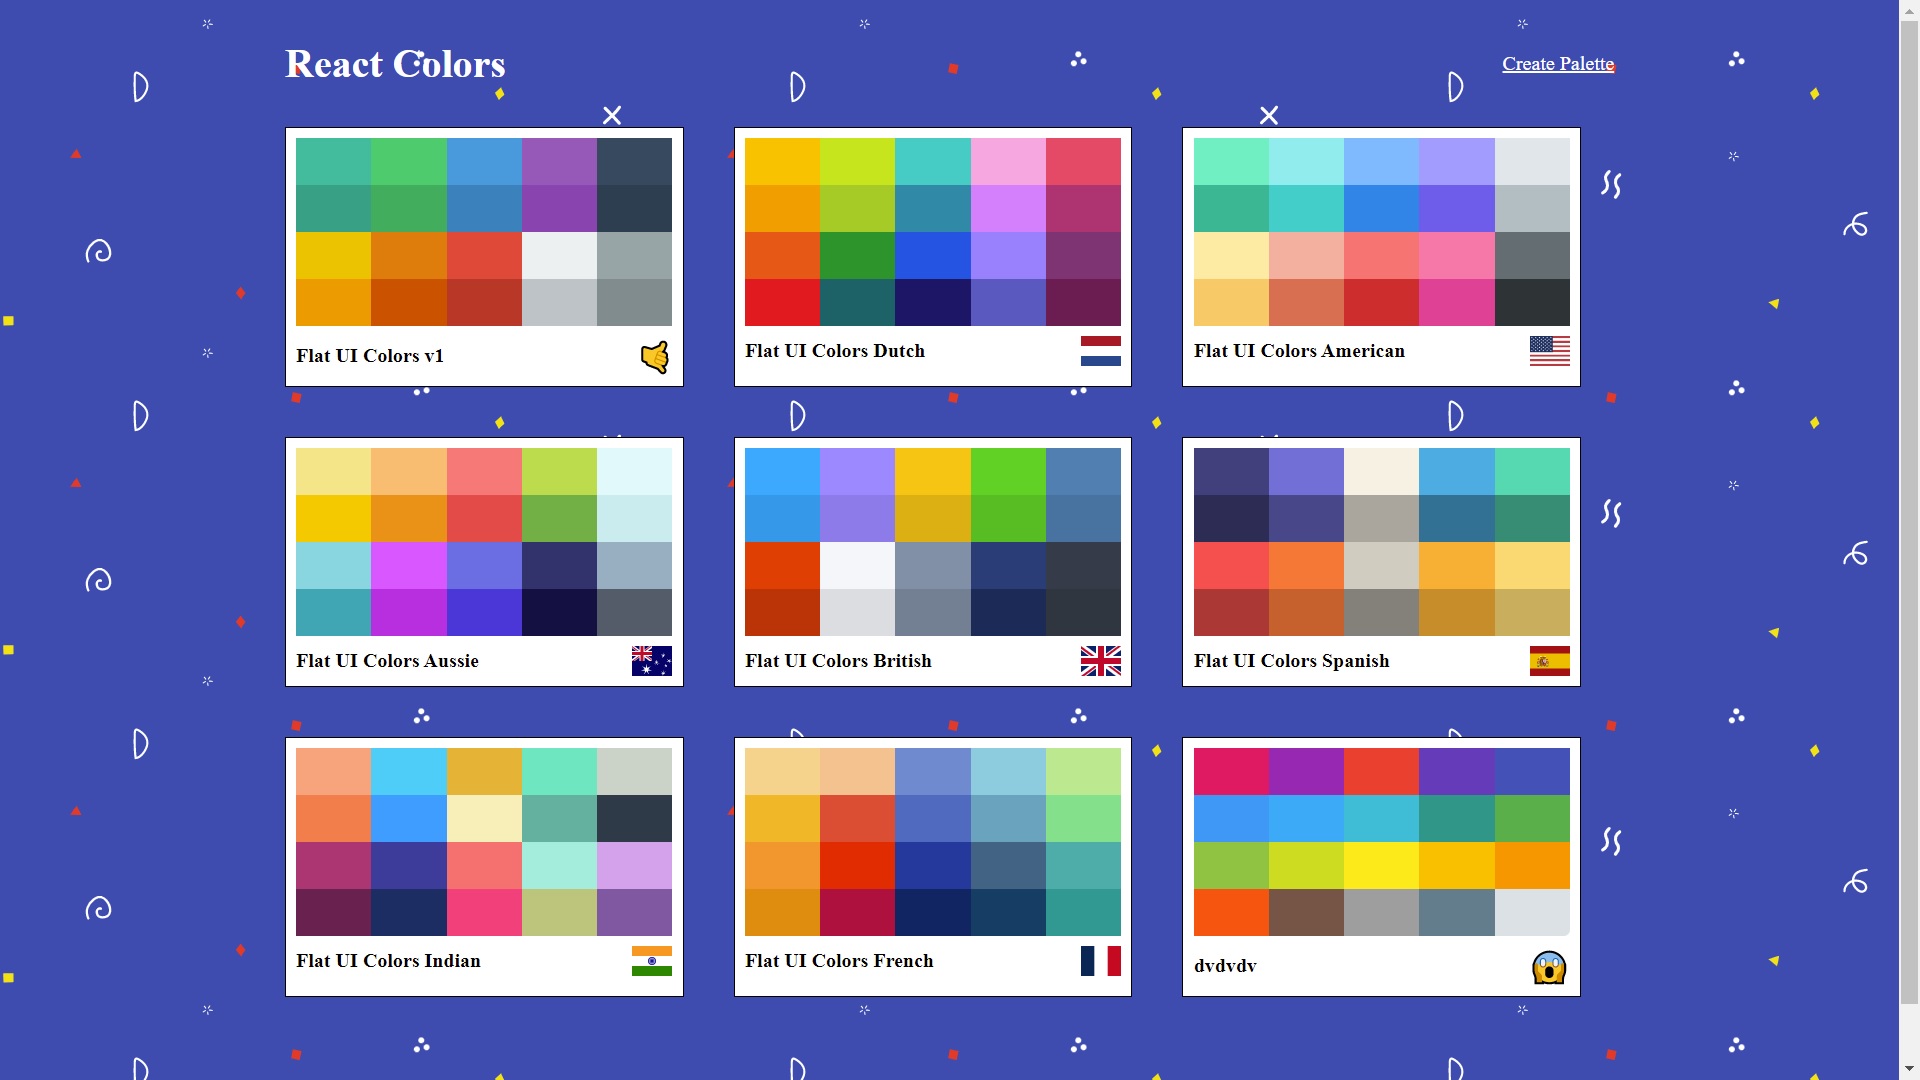 React Colors
Create Palette
Flat UI Colors v1
Flat UI Colors Dutch
Flat UI Colors American
Flat UI Colors Aussie
Flat UI Colors British
Flat UI Colors Spanish
Flat UI Colors Indian
Flat UI Colors French
dvdvdv